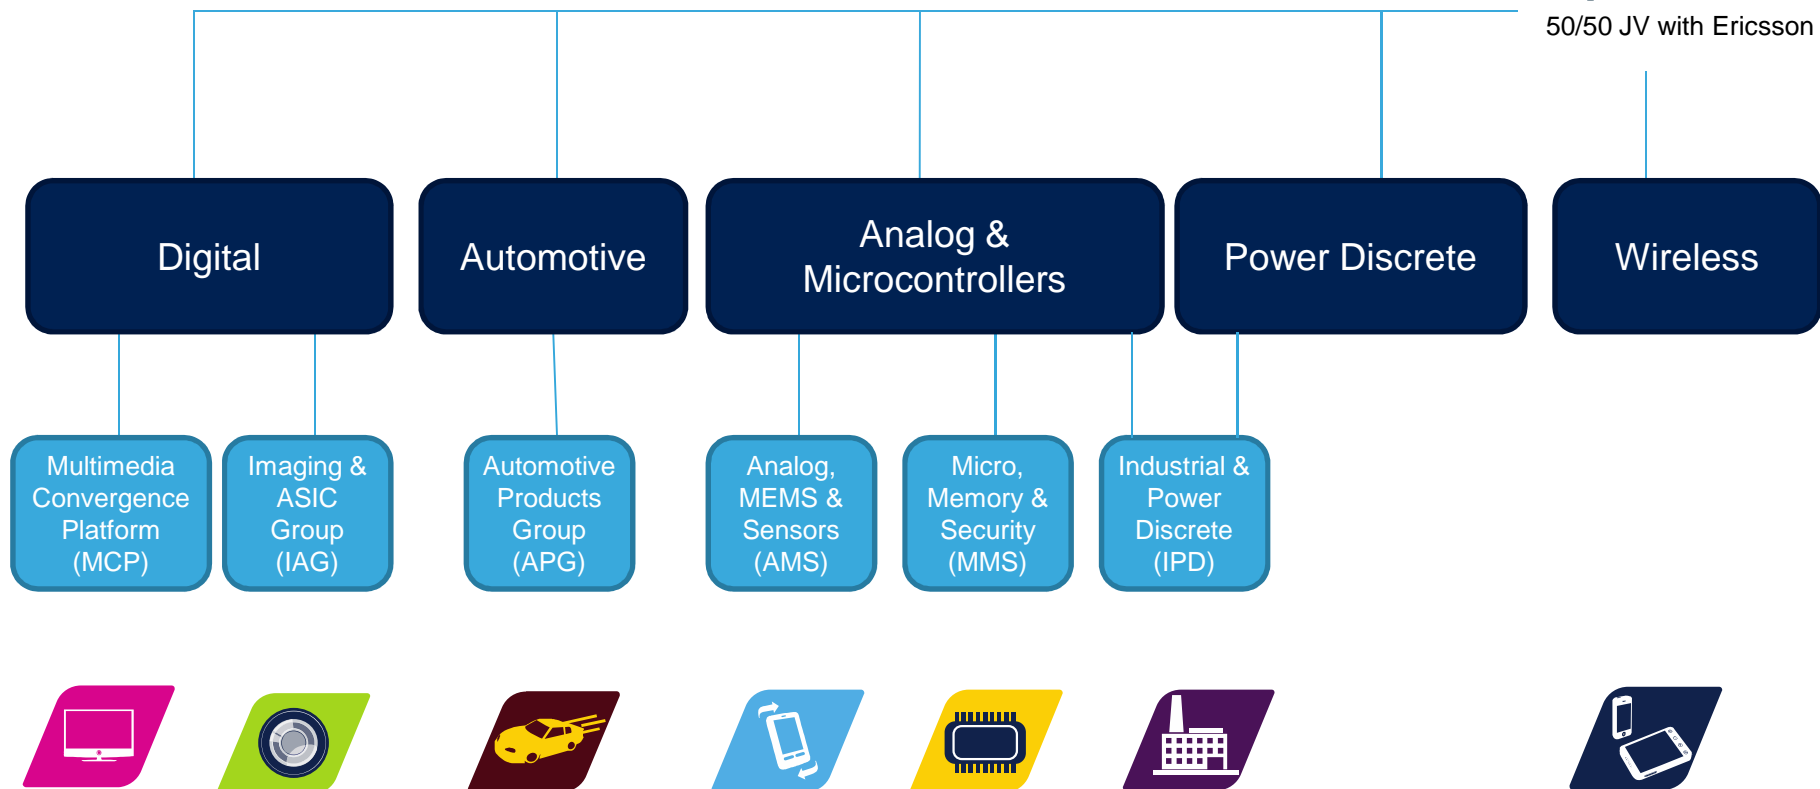 50/50 JV with Ericsson
Digital
Automotive
Analog &
Microcontrollers
Power Discrete
Wireless
Multimedia
Convergence
Platform
(MCP)
Imaging &
ASIC
Group
(IAG)
Automotive
Products
Group
(APG)
Analog,
MEMS &
Sensors
(AMS)
Micro,
Memory &
Security
(MMS)
Industrial &
Power
Discrete
(IPD)